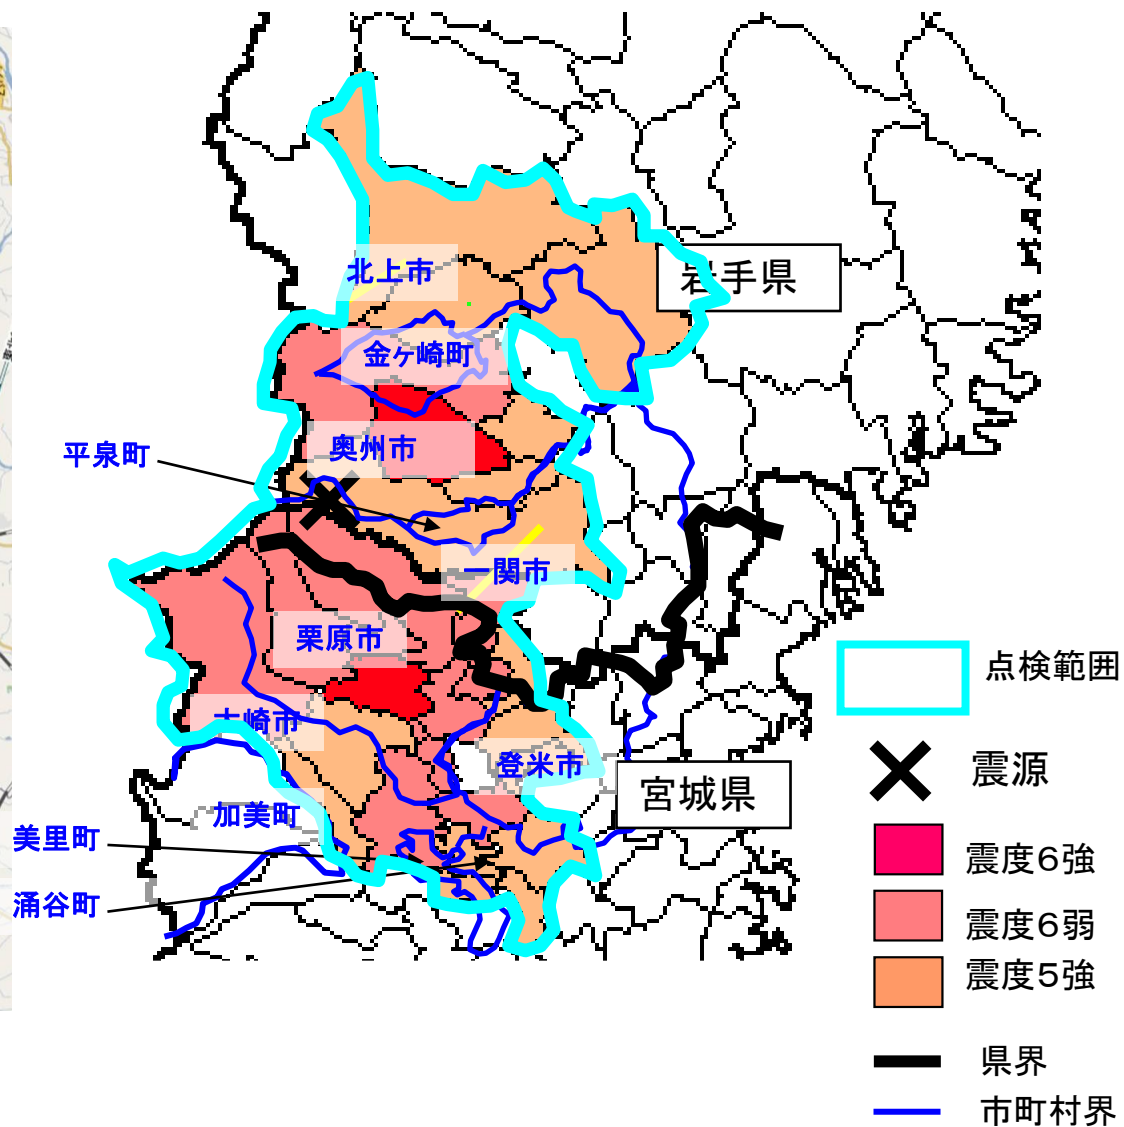 北上市
岩手県
金ヶ崎町
奥州市
平泉町
一関市
栗原市
点検範囲
大崎市
登米市
震源
宮城県
加美町
美里町
震度６強
涌谷町
震度６弱
震度５強
県界
市町村界